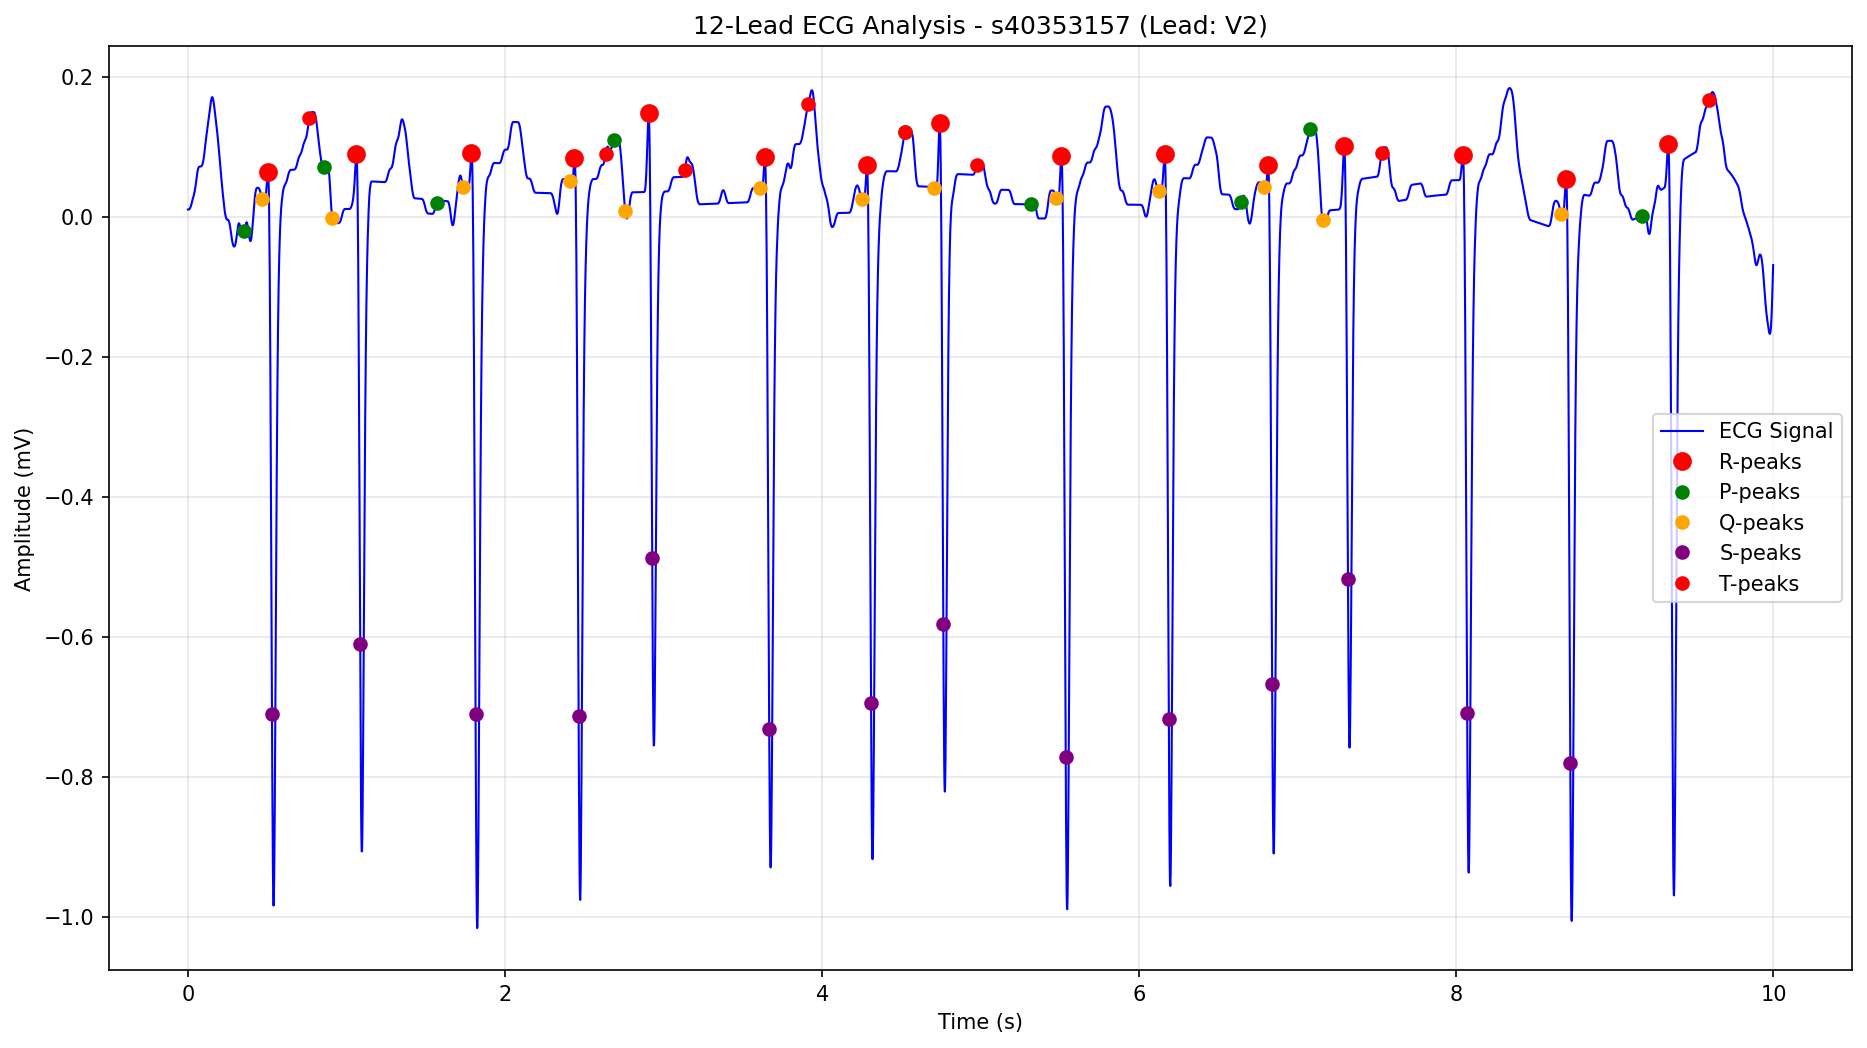 12-Lead ECG Analysis - s40353157 (Lead: V2)
0.2
0.0
−0.2
−0.4
−0.6
−0.8
−1.0
Amplitude (mV)
ECG Signal
R-peaks
P-peaks
Q-peaks
S-peaks
T-peaks
0 2 4 6 8 10
Time (s)